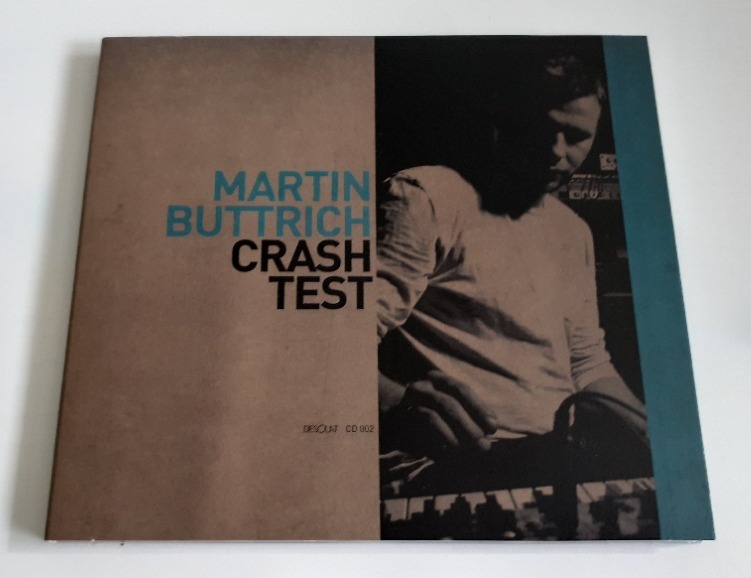 MARTIN
BUTTRICH
CRASH
TEST
DESOLAT CD 002